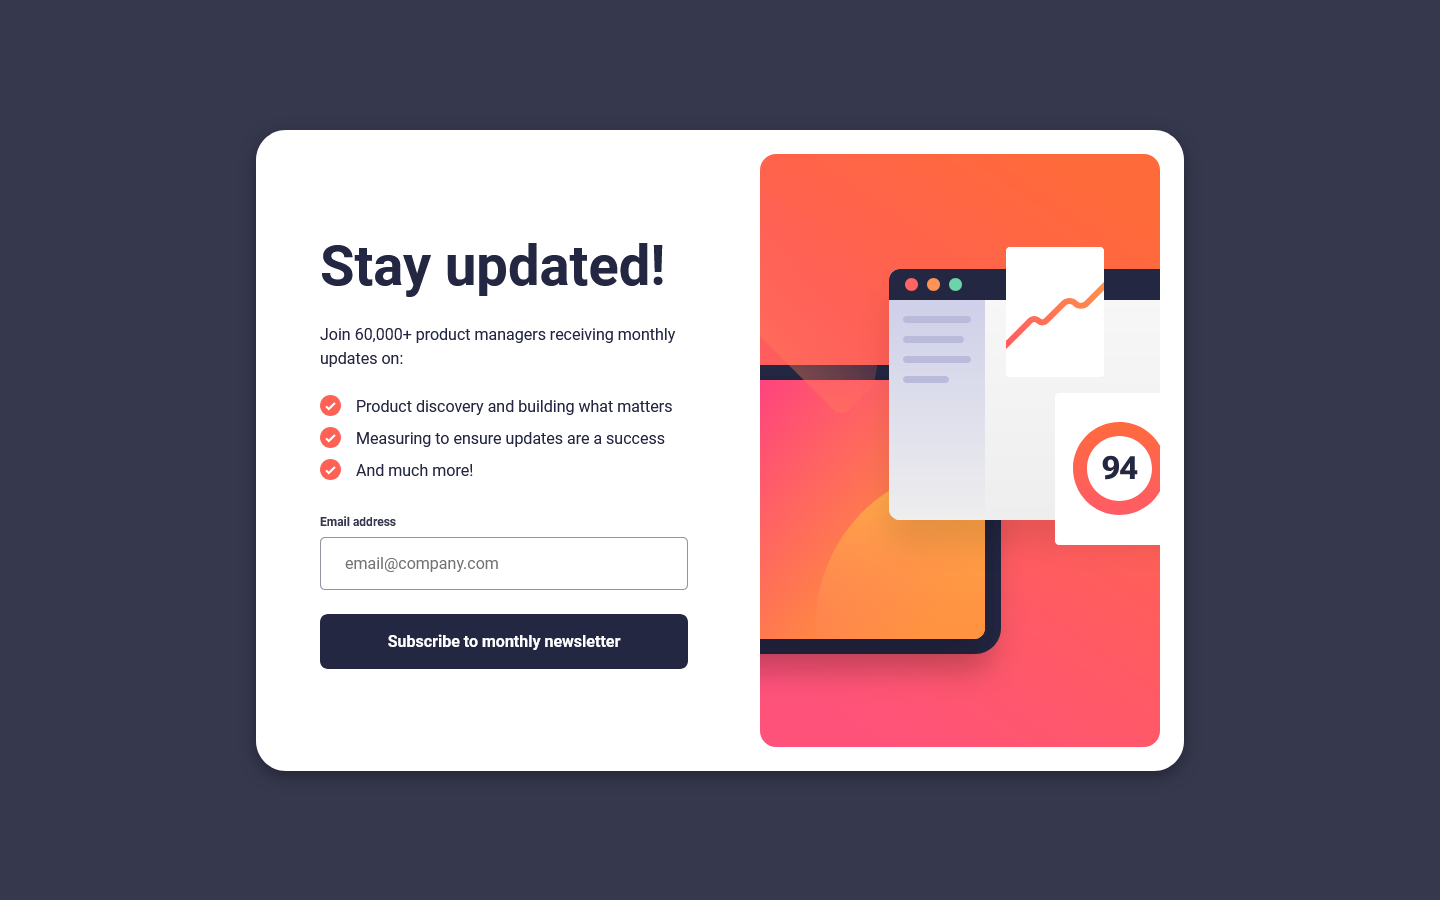 Stay updated!
Join 60,000+ product managers receiving monthly
updates on:
Product discovery and building what matters
Measuring to ensure updates are a success
And much more!
Email address
email@company.com
Subscribe to monthly newsletter
94